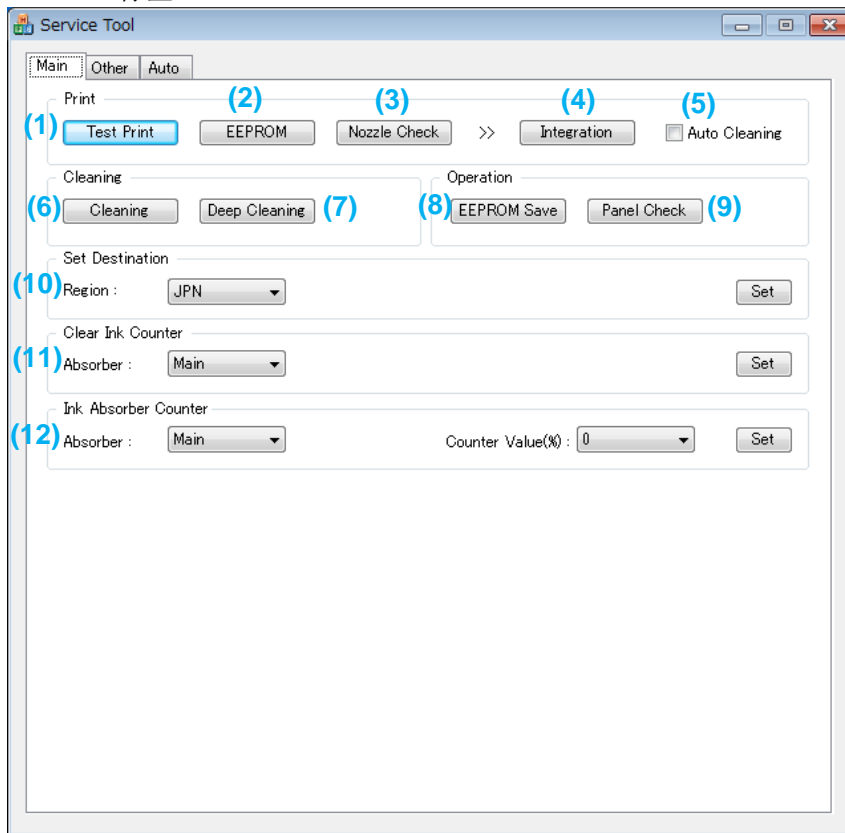 Service Tool
Main Other Auto
Print
(1) Test Print (2) EEPROM (3) Nozzle Check >> (4) Integration (5) Auto Cleaning
Cleaning
(6) Cleaning Deep Cleaning (7)
Operation
(8) EEPROM Save Panel Check (9)
Set Destination
(10) Region : JPN Set
Clear Ink Counter
(11) Absorber : Main Set
Ink Absorber Counter
(12) Absorber : Main Counter Value(%) : 0 Set